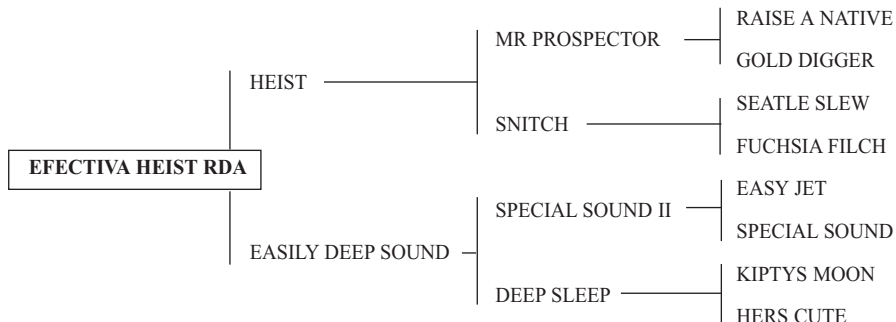 RAISE A NATIVE
MR PROSPECTOR
GOLD DIGGER
HEIST
SEATLE SLEW
SNITCH
FUCHSIA FILCH
EFECTIVA HEIST RDA
EASY JET
SPECIAL SOUND II
SPECIAL SOUND
EASILY DEEP SOUND
KIPTYS MOON
DEEP SLEEP
HERS CUTE